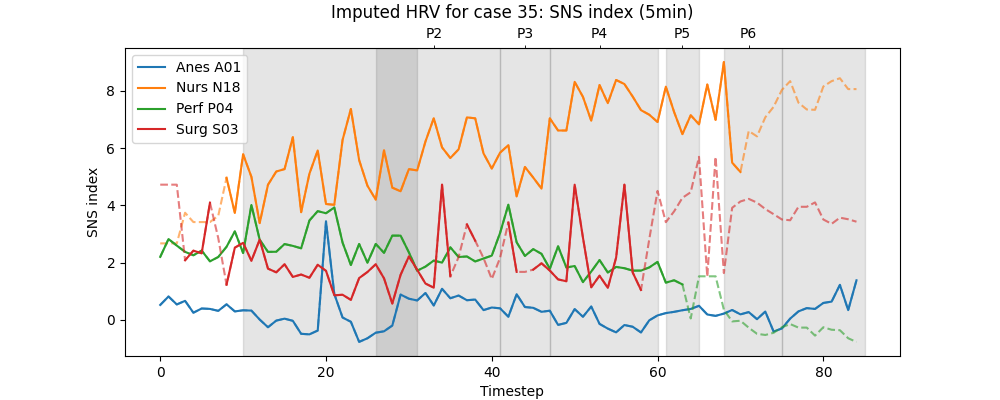 Imputed HRV for case 35: SNS index (5min)
P2 P3 P4 P5 P6
Anes A01
Nurs N18
Perf P04
Surg S03
SNS index
8
6
4
2
0
0 20 40 60 80
Timestep